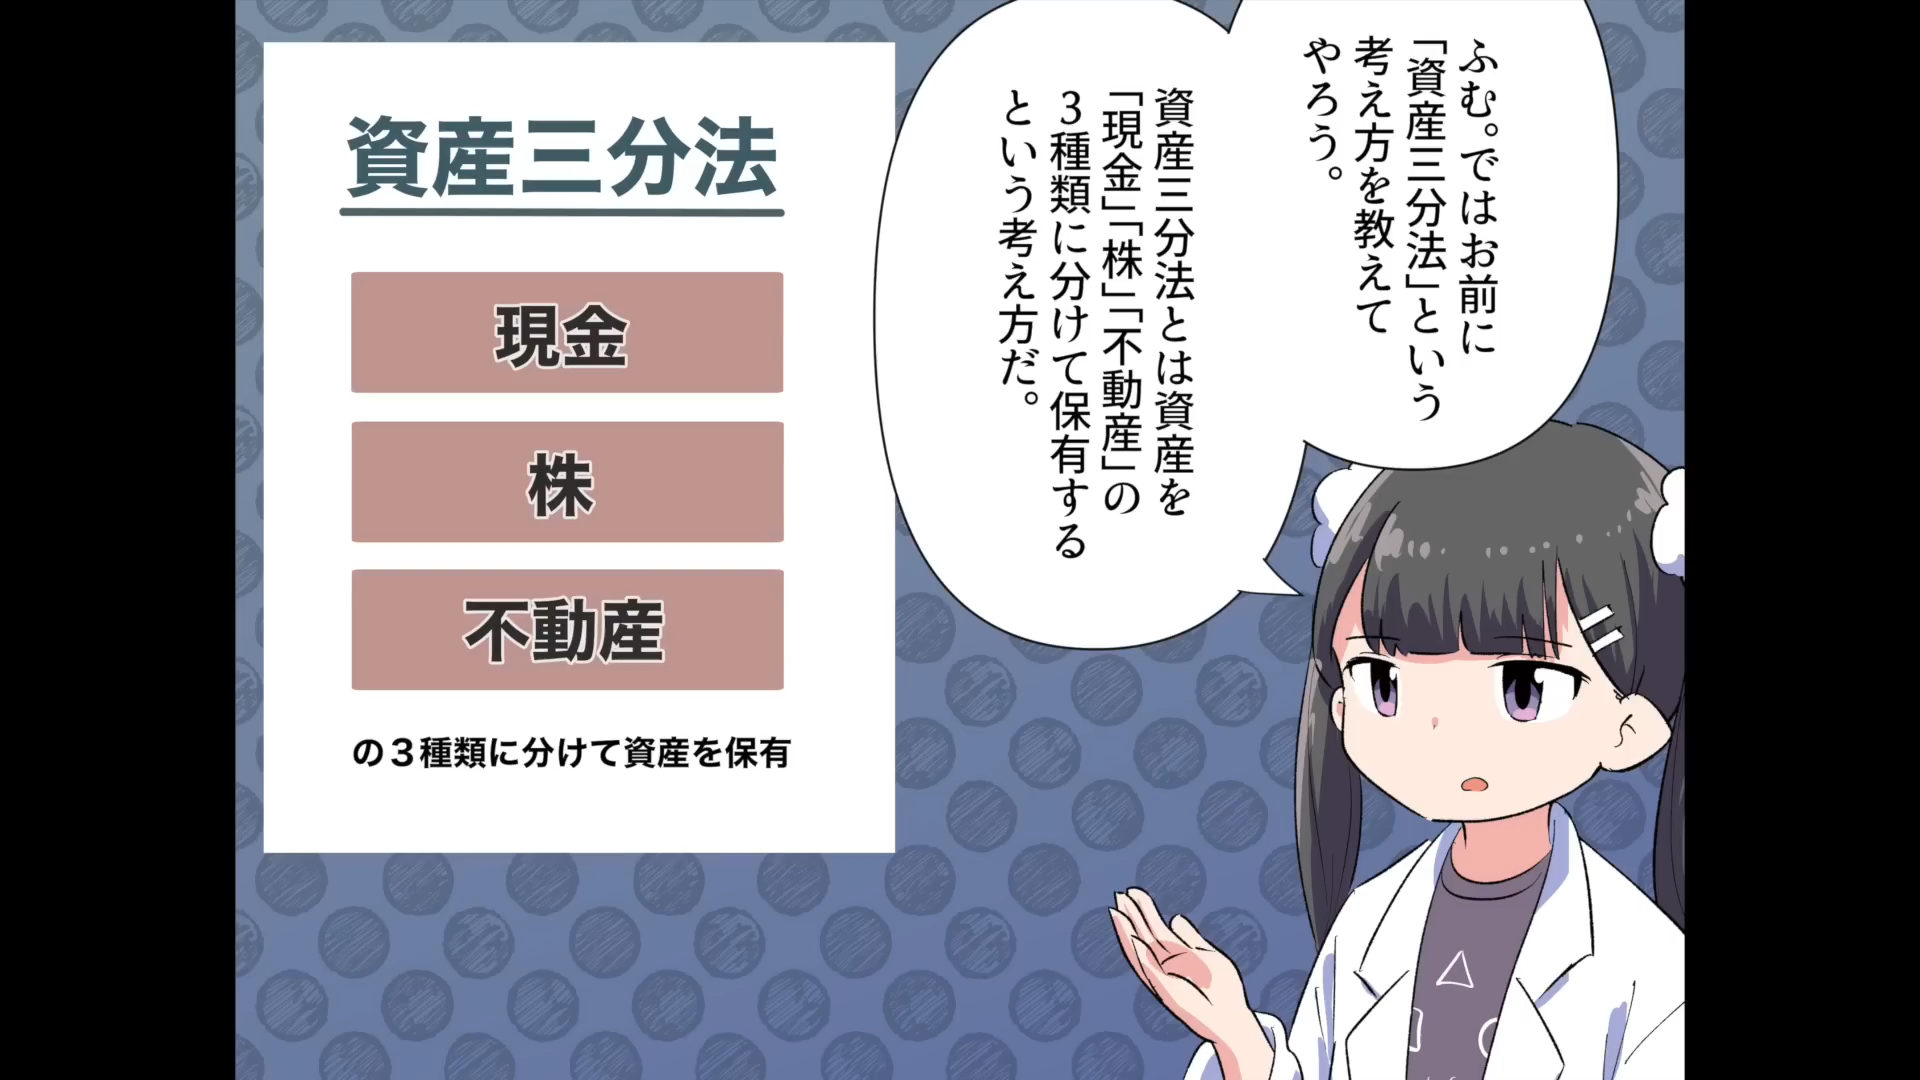 資産三分法
現金
株
不動産
の３種類に分けて資産を保有
ふむ。ではお前に
「資産三分法」という
考え方を教えて
やろう。
資産三分法とは資産を
「現金」「株」「不動産」の
３種類に分けて保有する
という考え方だ。